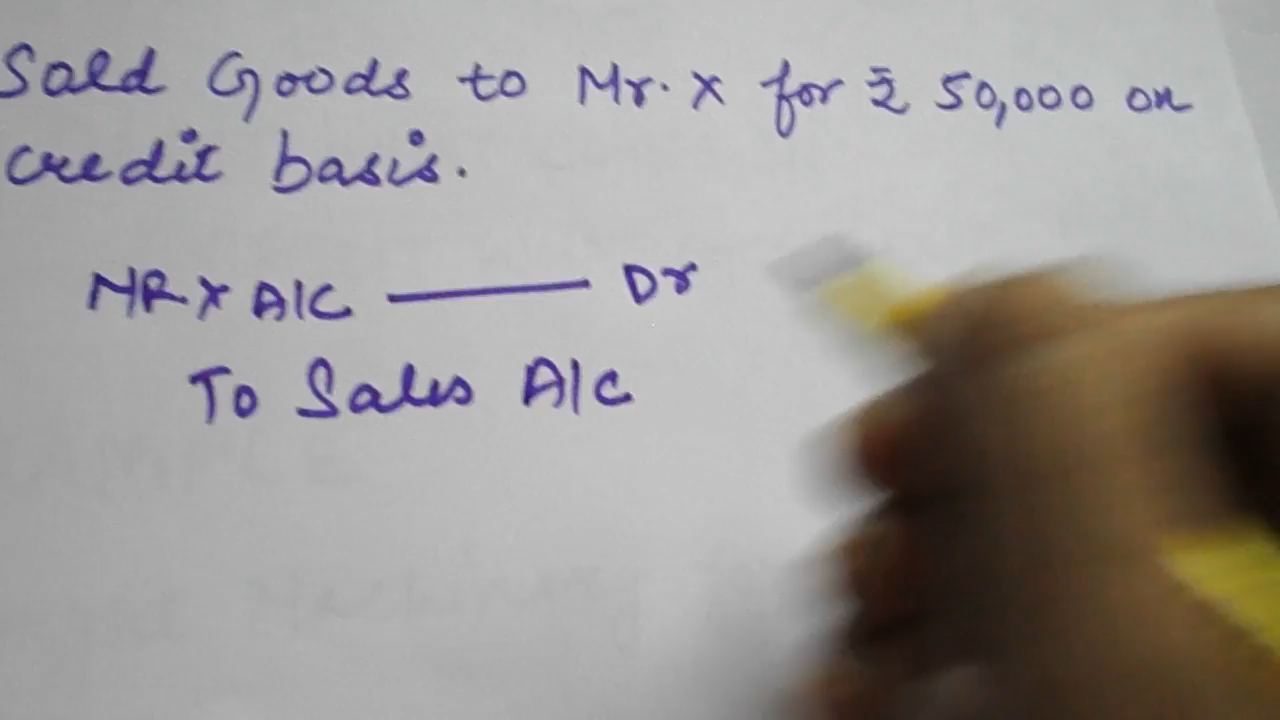 Sold Goods to Mr. X for ₹ 50,000 on
credit basis.
MR X A/C —— Dr
To Sales A/C